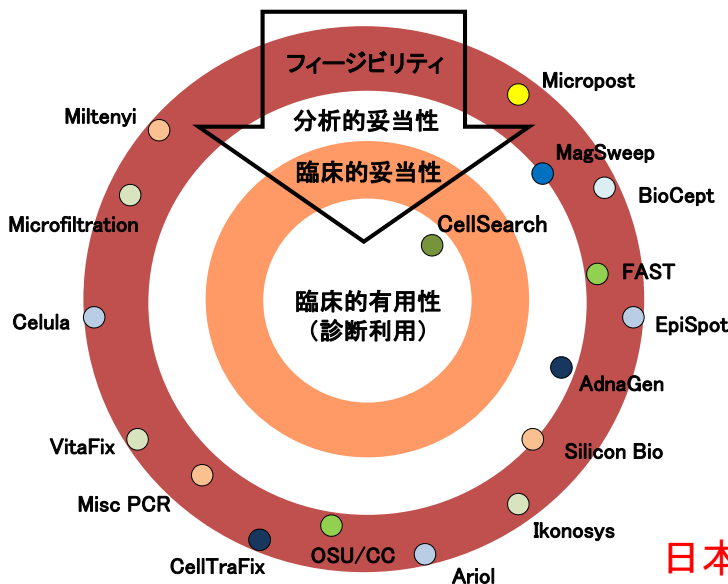 フィージビリティ
Micropost
Miltenyi
分析的妥当性
MagSweep
臨床的妥当性
BioCept
Microfiltration
CellSearch
FAST
臨床的有用性
（診断利用）
Celula
EpiSpot
AdnaGen
VitaFix
Silicon Bio
Misc PCR
Ikonosys
OSU/CC
CellTraFix
Ariol
日本